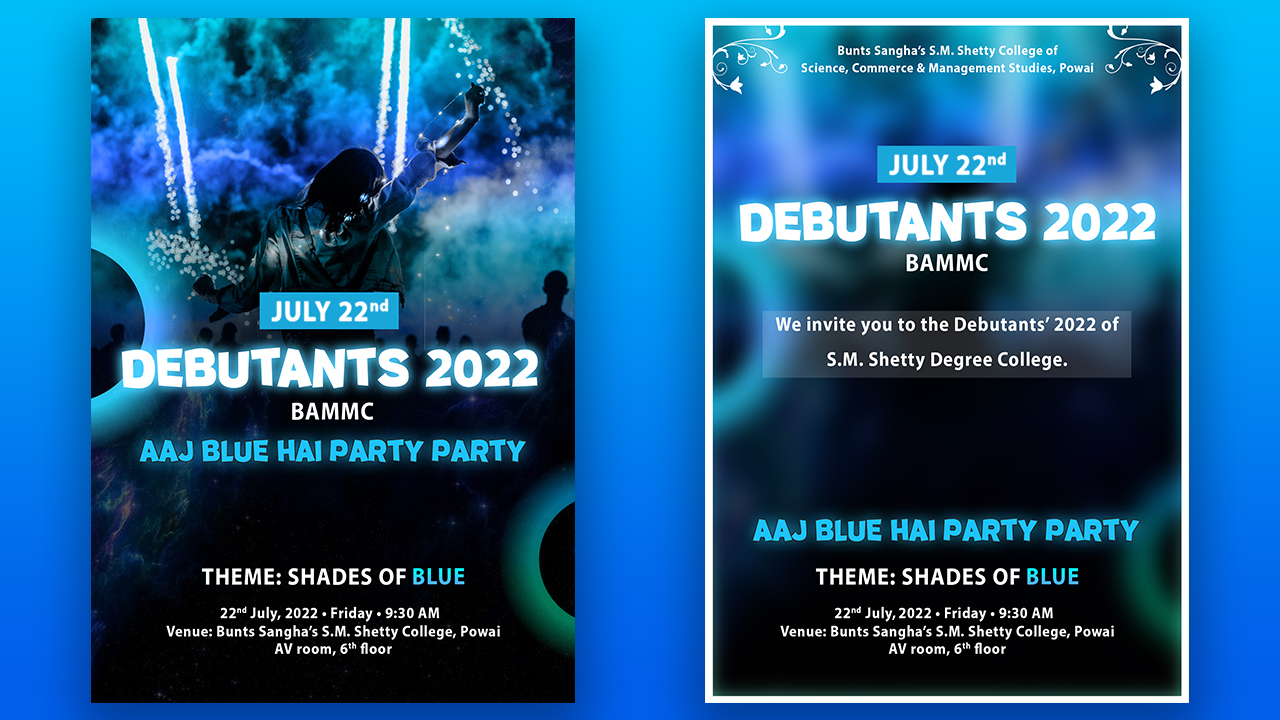 JULY 22nd
DEBUTANTS 2022
BAMMC
AAJ BLUE HAI PARTY PARTY
THEME: SHADES OF BLUE
22nd July, 2022 • Friday • 9:30 AM
Venue: Bunts Sangha’s S.M. Shetty College, Powai
AV room, 6th floor
Bunts Sangha’s S.M. Shetty College of
Science, Commerce & Management Studies, Powai
JULY 22nd
DEBUTANTS 2022
BAMMC
We invite you to the Debutants’ 2022 of
S.M. Shetty Degree College.
AAJ BLUE HAI PARTY PARTY
THEME: SHADES OF BLUE
22nd July, 2022 • Friday • 9:30 AM
Venue: Bunts Sangha’s S.M. Shetty College, Powai
AV room, 6th floor